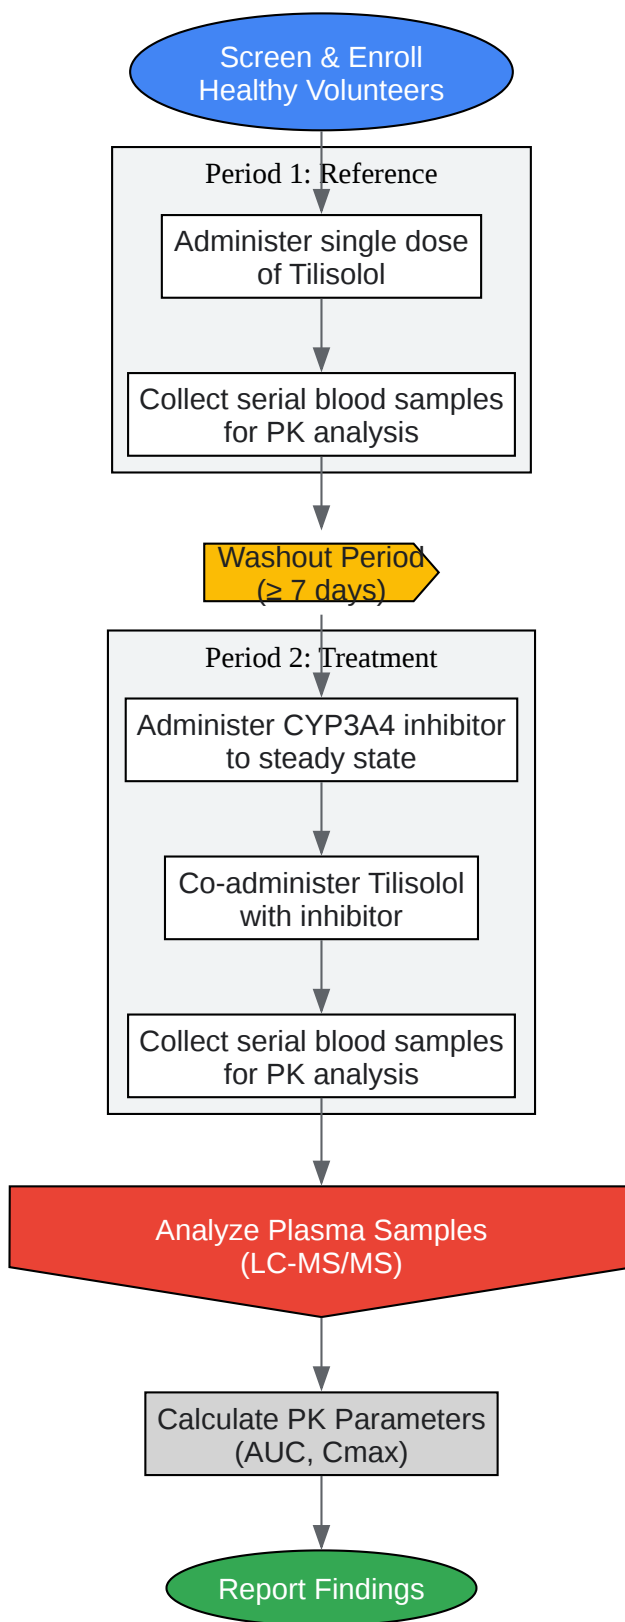 Screen & Enroll
Healthy Volunteers
Period 1: Reference
Administer single dose
of Tilisolol
Collect serial blood samples
for PK analysis
Washout Period
(≥ 7 days)
Period 2: Treatment
Administer CYP3A4 inhibitor
to steady state
Co-administer Tilisolol
with inhibitor
Collect serial blood samples
for PK analysis
Analyze Plasma Samples
(LC-MS/MS)
Calculate PK Parameters
(AUC, Cmax)
Report Findings